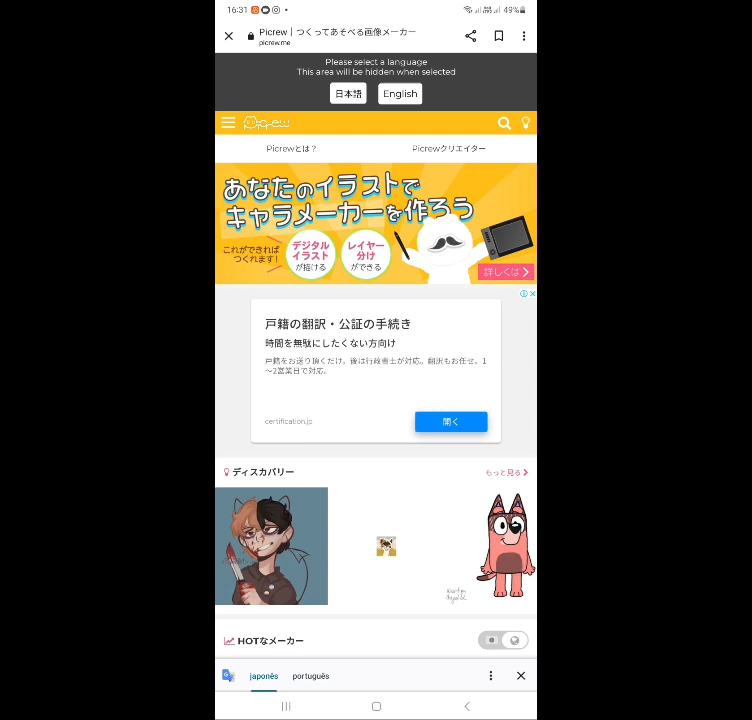 16:31
49%
Picrew｜つくってあそべる画像メーカー
picrew.me
Please select a language
This area will be hidden when selected
日本語 English
Picrew
Picrewとは？ Picrewクリエイター
あなたのイラストで
キャラメーカーを作ろう
これができれば
つくれます!
デジタル
イラスト
が描ける
レイヤー
分け
ができる
詳しくは
戸籍の翻訳・公証の手続き
時間を無駄にしたくない方向け
戸籍をお送り頂くだけ。後は行政書士が対応。翻訳もお任せ。1
～2営業日で対応。
certification.jp
開く
ディスカバリー もっと見る
HOTなメーカー
japonês português